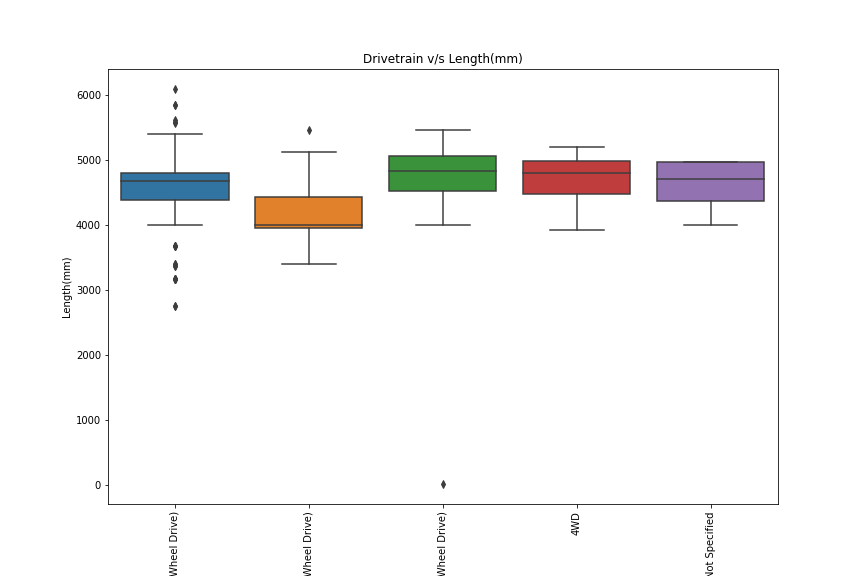 Drivetrain v/s Length(mm)
6000
5000
4000
3000
2000
1000
0
Length(mm)
Wheel Drive)
Wheel Drive)
Wheel Drive)
4WD
Not Specified